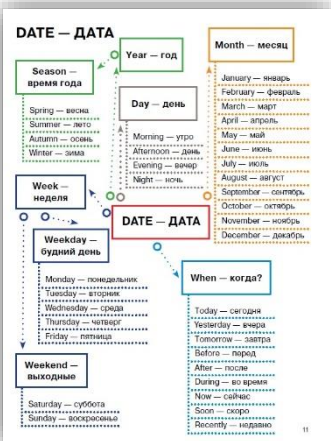 DATE — ДАТА
Year — год
Month — месяц
Season —
время года
Day — день
January — январь
February — февраль
March — март
April — апрель
May — май
June — июнь
July — июль
August — август
September — сентябрь
October — октябрь
November — ноябрь
December — декабрь
Spring — весна
Summer — лето
Autumn — осень
Winter — зима
Morning — утро
Afternoon — день
Evening — вечер
Night — ночь
Week —
неделя
DATE — ДАТА
Weekday —
будний день
When — когда?
Monday — понедельник
Tuesday — вторник
Wednesday — среда
Thursday — четверг
Friday — пятница
Today — сегодня
Yesterday — вчера
Tomorrow — завтра
Before — перед
After — после
During — во время
Now — сейчас
Soon — скоро
Recently — недавно
Weekend —
выходные
Saturday — суббота
Sunday — воскресенье
11